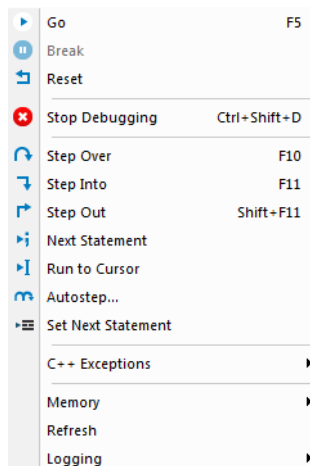 Go F5
Break
Reset
Stop Debugging Ctrl+Shift+D
Step Over F10
Step Into F11
Step Out Shift+F11
Next Statement
Run to Cursor
Autostep...
Set Next Statement
C++ Exceptions
Memory
Refresh
Logging